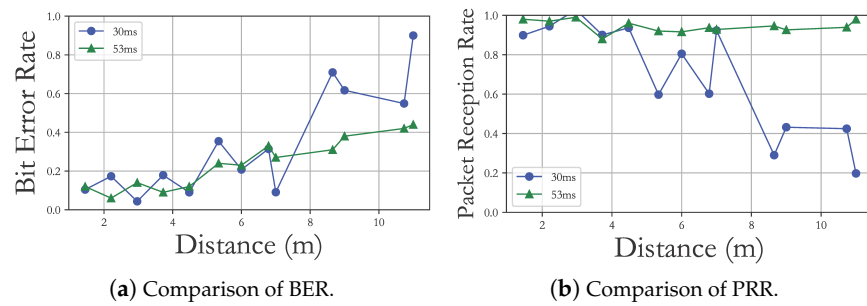 1.0
0.8
0.6
0.4
0.2
0.0
Bit Error Rate
30ms
53ms
2
4
6
8
10
Distance (m)
(a) Comparison of BER.
1.0
0.8
0.6
0.4
0.2
0.0
Packet Reception Rate
30ms
53ms
2
4
6
8
10
Distance (m)
(b) Comparison of PRR.